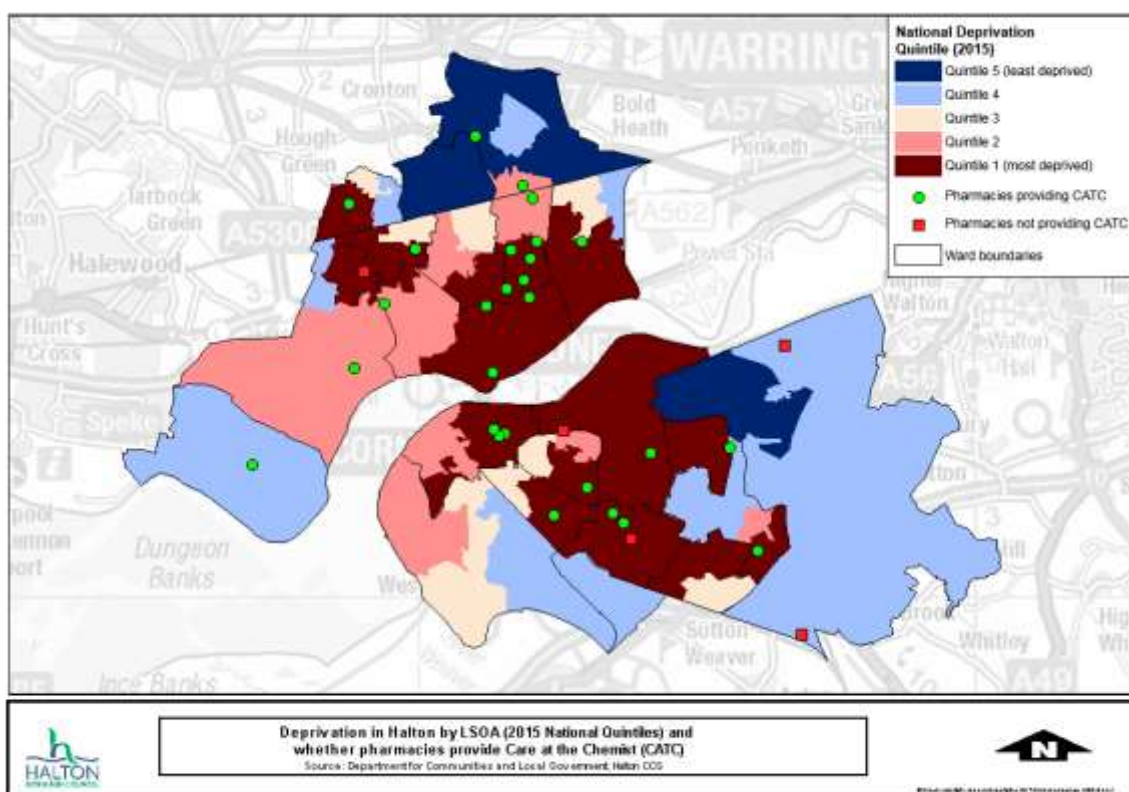 WARRINGT
Cronton
Bold
Heath
Hough
Green
Penketh
A57
Tarbock
Green
A562
Power Sta
Halewood
Hunt's
Cross
Walton
Walton
Hall
Speke
Dungeon
Banks
Sutton
Weaver
Whitley
Ince Banks
A49
National Deprivation
Quintile (2015)
Quintile 5 (least deprived)
Quintile 4
Quintile 3
Quintile 2
Quintile 1 (most deprived)
Pharmacies providing CATC
Pharmacies not providing CATC
Ward boundaries
HALTON
Deprivation in Halton by LSOA (2015 National Quintiles) and
whether pharmacies provide Care at the Chemist (CATC)
Source: Department for Communities and Local Government, Halton CCG
N